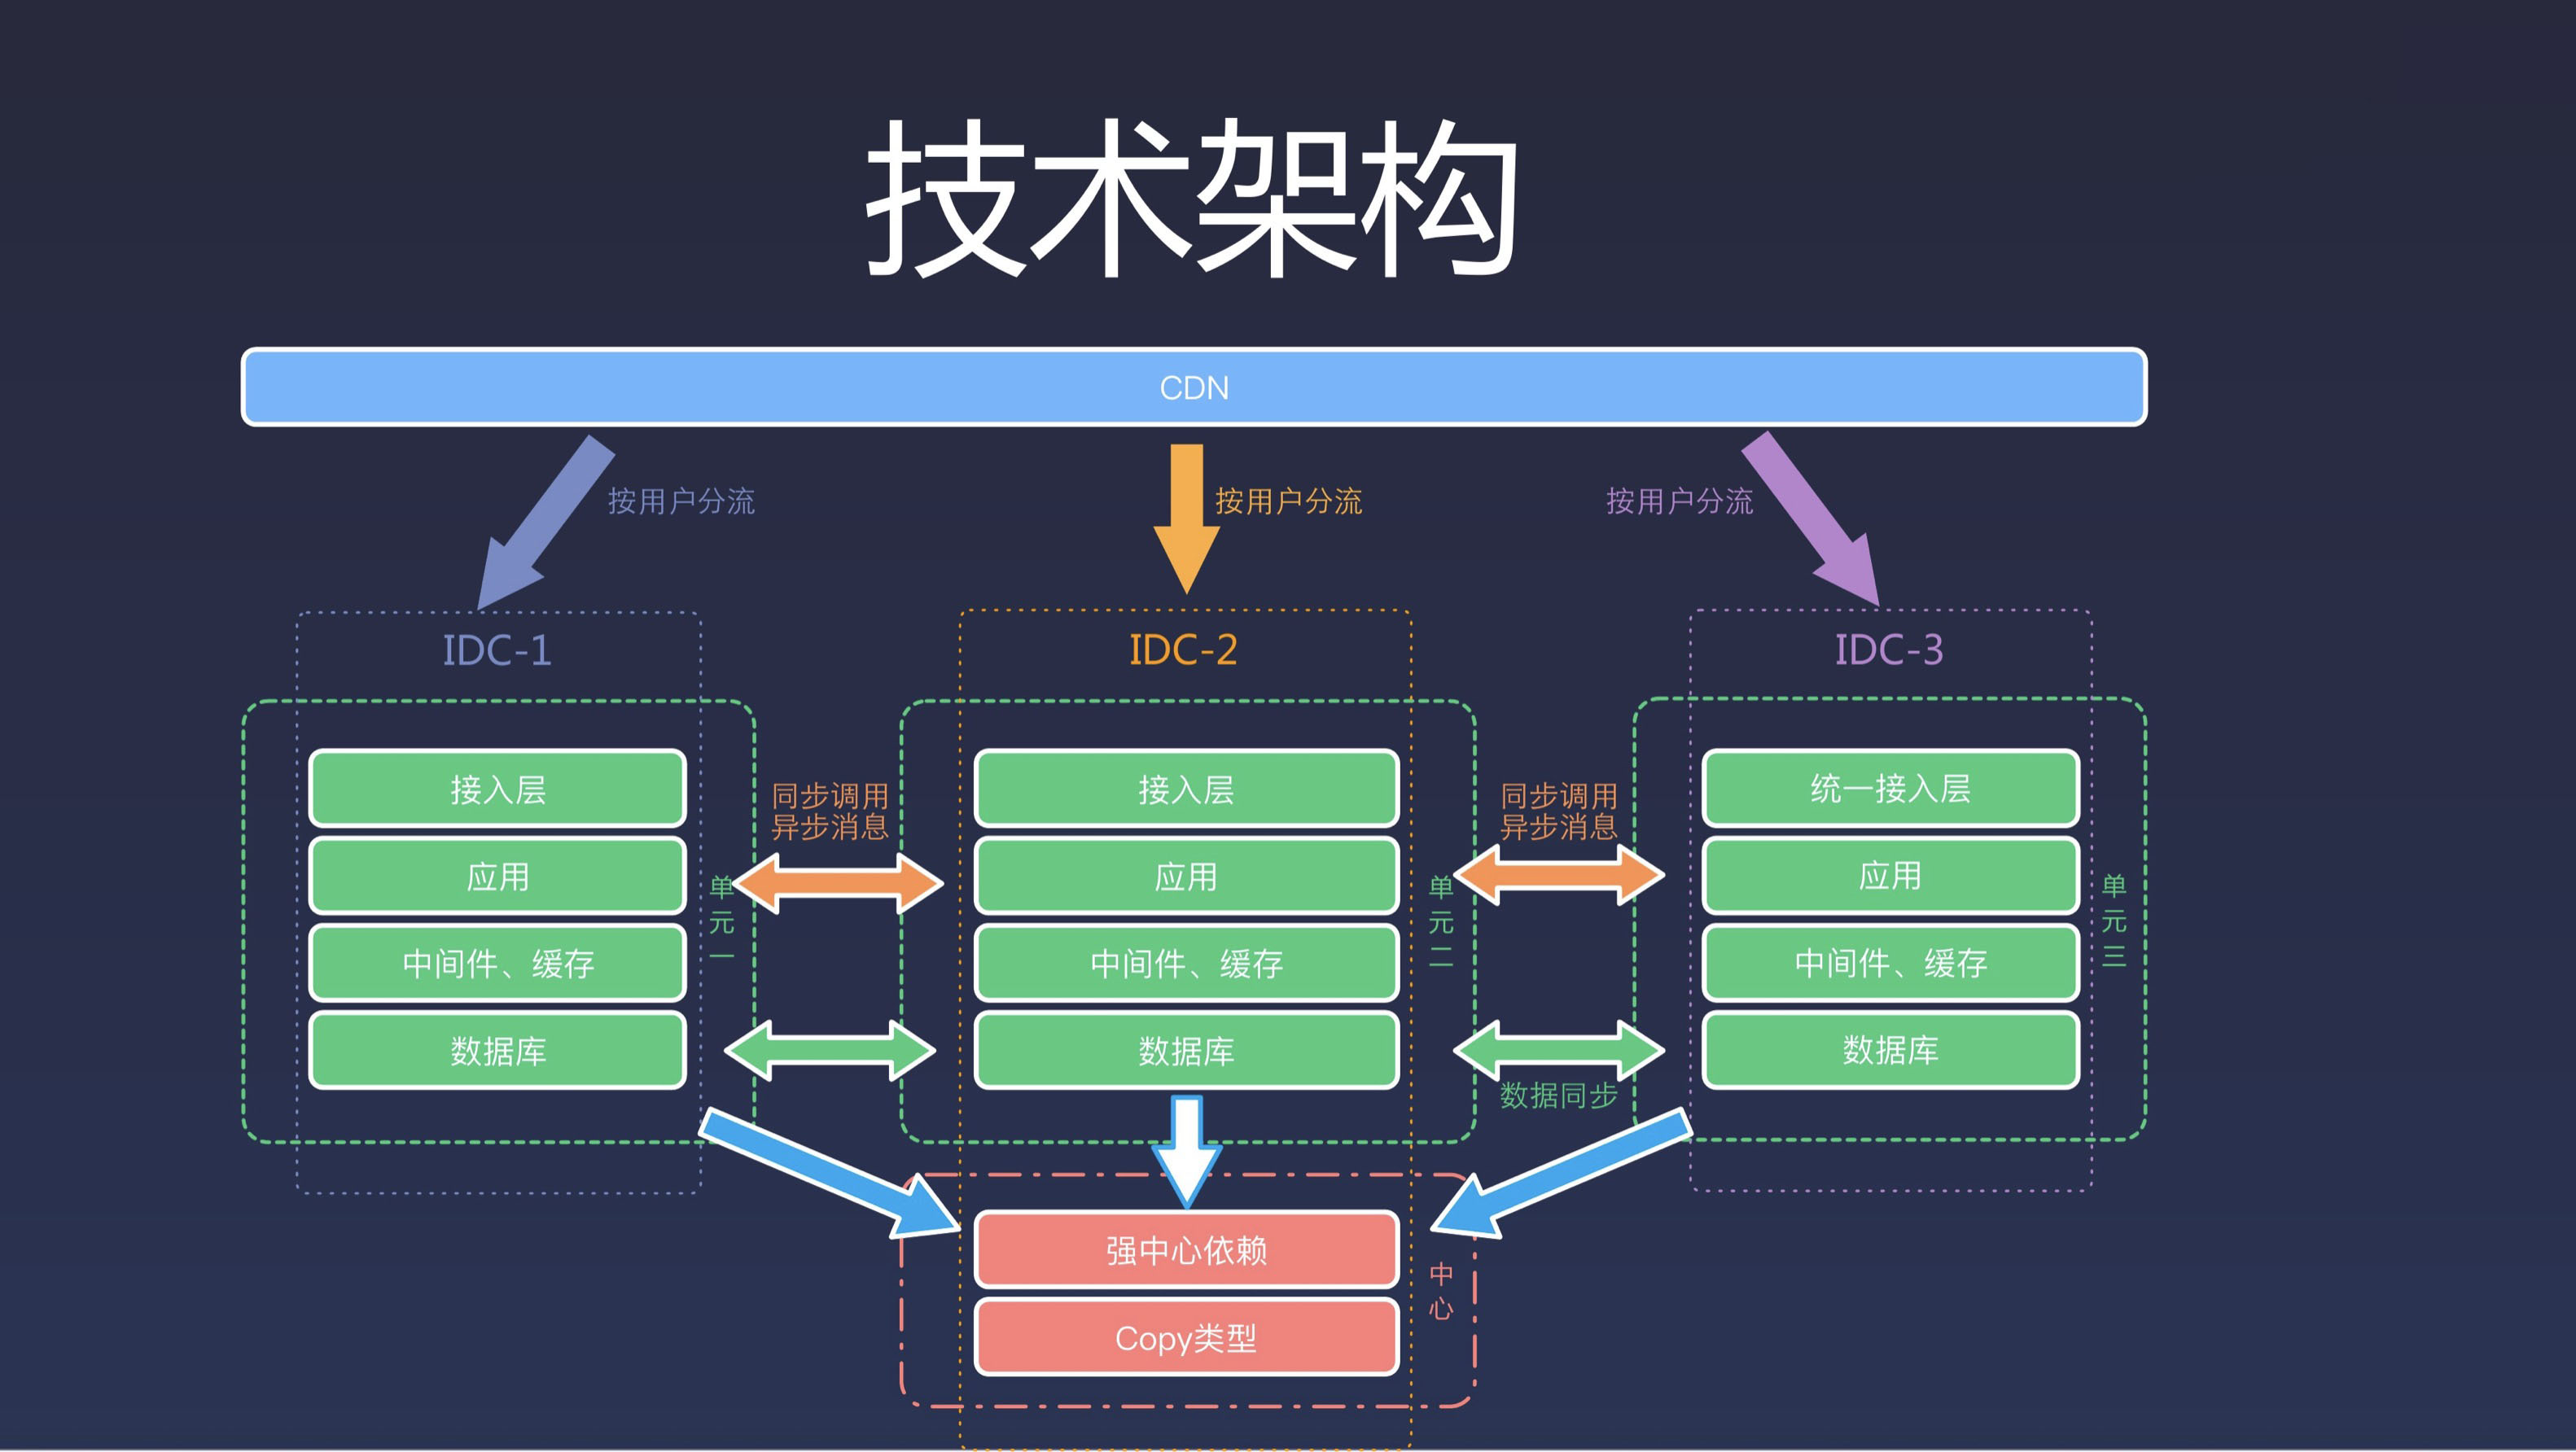 技术架构
CDN
按用户分流
按用户分流
按用户分流
IDC-1
IDC-2
IDC-3
接入层
应用
中间件、缓存
数据库
单元一
同步调用
异步消息
接入层
应用
中间件、缓存
数据库
单元二
同步调用
异步消息
数据同步
统一接入层
应用
中间件、缓存
数据库
单元三
强中心依赖
Copy类型
中心